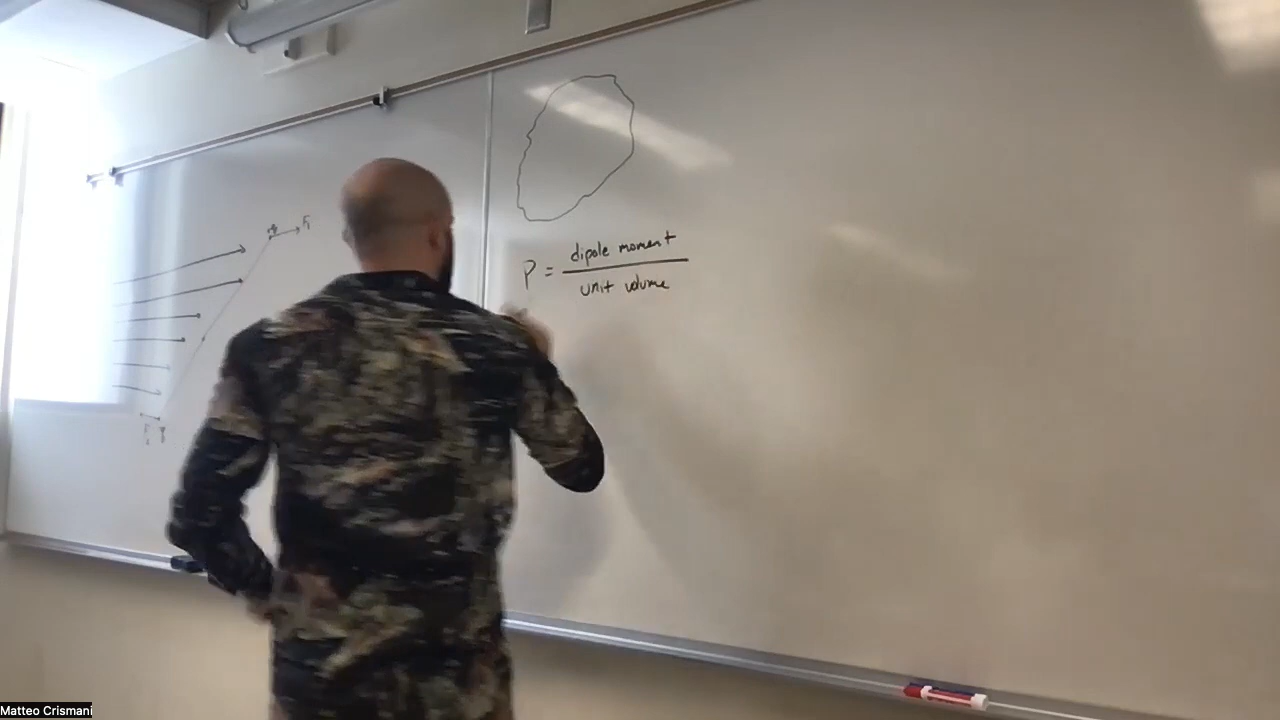 P = dipole moment
unit volume
Matteo Crismani